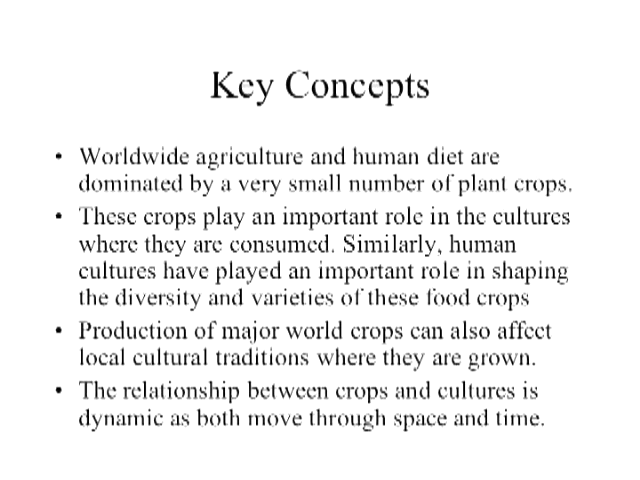 Key Concepts
• Worldwide agriculture and human diet are
dominated by a very small number of plant crops.
• These crops play an important role in the cultures
where they are consumed. Similarly, human
cultures have played an important role in shaping
the diversity and varieties of these food crops
• Production of major world crops can also affect
local cultural traditions where they are grown.
• The relationship between crops and cultures is
dynamic as both move through space and time.